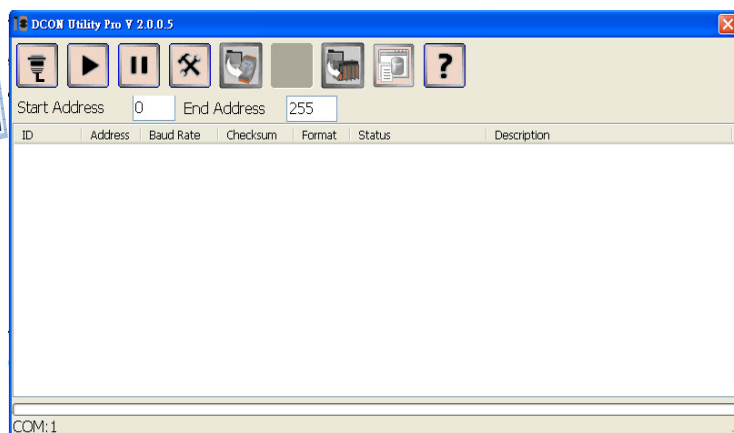 DCON Utility Pro V 2.0.0.5
?
Start Address 0 End Address 255
ID Address Baud Rate Checksum Format Status Description
COM:1